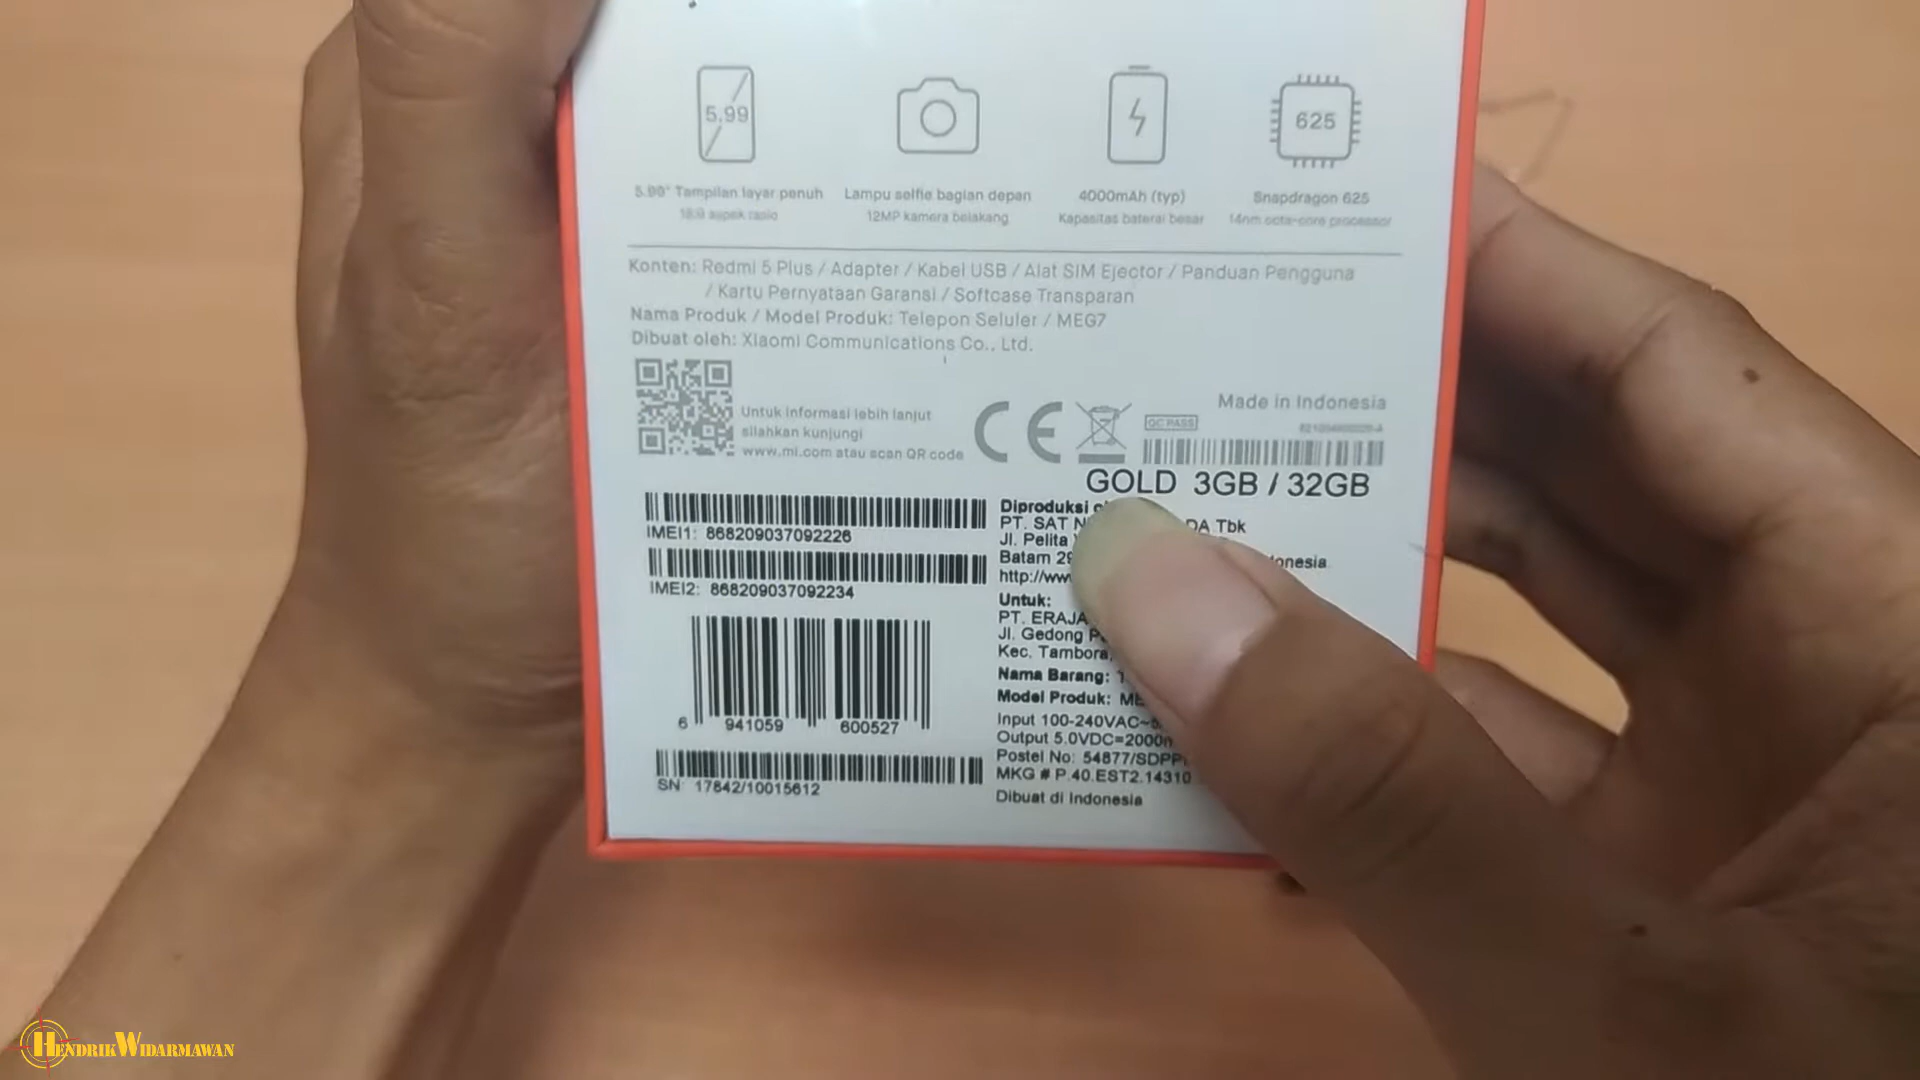 5.99
625
5.99" Tampilan layar penuh
18:9 aspek rasio
Lampu selfie bagian depan
12MP kamera belakang
4000mAh (typ)
Kapasitas baterai besar
Snapdragon 625
14nm octa-core processor
Konten: Redmi 5 Plus / Adapter / Kabel USB / Alat SIM Ejector / Panduan Pengguna
/ Kartu Pernyataan Garansi / Softcase Transparan
Nama Produk / Model Produk: Telepon Seluler / MEG7
Dibuat oleh: Xiaomi Communications Co., Ltd.
Untuk informasi lebih lanjut
silahkan kunjungi
www.mi.com atau scan QR code
CE
QC PASS
Made in Indonesia
GOLD 3GB / 32GB
IMEI1: 868209037092226
IMEI2: 868209037092234
6 941059 600527
SN 17842/10015612
Diproduksi
PT. SAT N DA Tbk
Jl. Pelita
Batam 29 onesia
http://www
Untuk:
PT. ERAJA
Jl. Gedong P
Kec. Tambora,
Nama Barang: T
Model Produk: ME
Input 100-240VAC~
Output 5.0VDC=2000m
Postel No: 54877/SDPP
MKG # P.40.EST2.14310
Dibuat di Indonesia
HENDRIKWIDARMAWAN